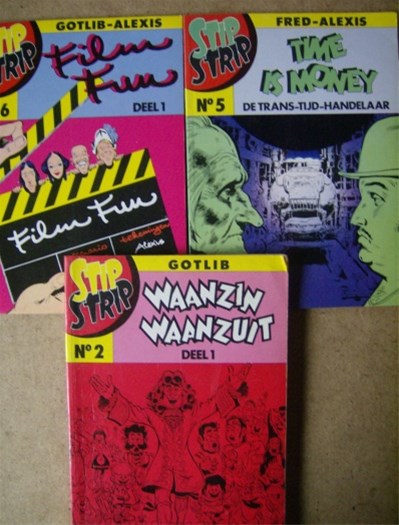 STIP
STRIP
GOTLIB-ALEXIS
Film
Fun
6
DEEL 1
Film Fun
tekeningen
Alexis
STIP
STRIP
FRED-ALEXIS
TIME
IS MONEY
Nº 5
DE TRANS-TIJD-HANDELAAR
STIP
STRIP
GOTLIB
WAANZIN
WAANZUIT
Nº 2
DEEL 1